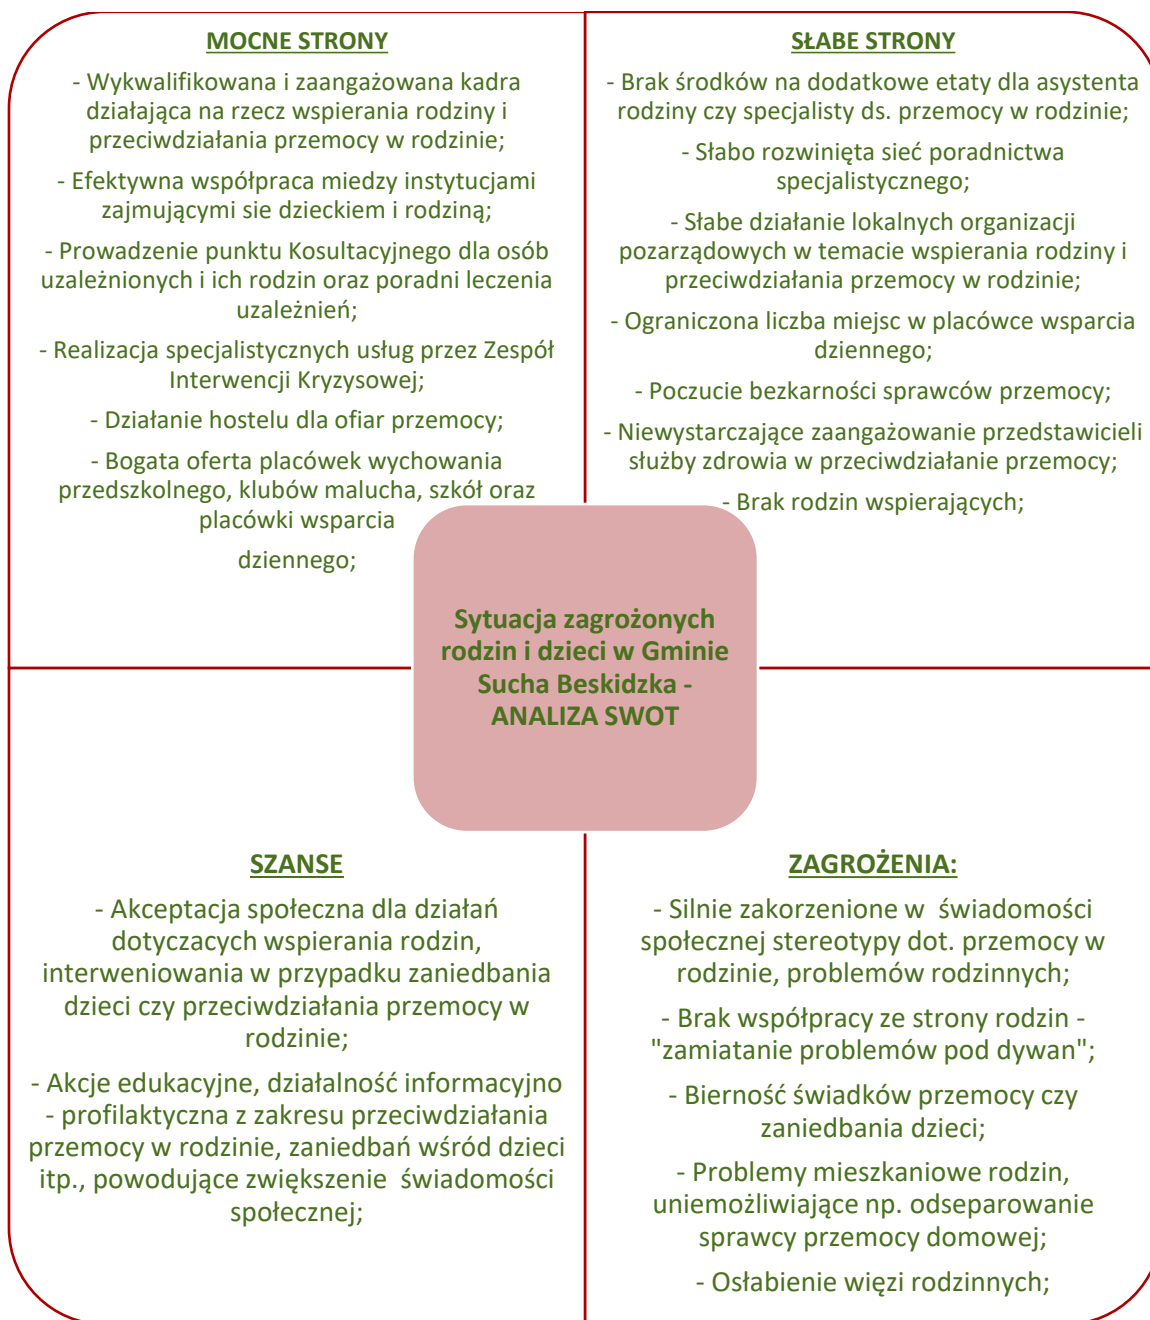 MOCNE STRONY
- Wykwalifikowana i zaangażowana kadra
działająca na rzecz wspierania rodziny i
przeciwdziałania przemocy w rodzinie;
- Efektywna współpraca miedzy instytucjami
zajmującymi sie dzieckiem i rodziną;
- Prowadzenie punktu Kosultacyjnego dla osób
uzależnionych i ich rodzin oraz poradni leczenia
uzależnień;
- Realizacja specjalistycznych usług przez Zespół
Interwencji Kryzysowej;
- Działanie hostelu dla ofiar przemocy;
- Bogata oferta placówek wychowania
przedszkolnego, klubów malucha, szkół oraz
placówki wsparcia
dziennego;
SŁABE STRONY
- Brak środków na dodatkowe etaty dla asystenta
rodziny czy specjalisty ds. przemocy w rodzinie;
- Słabo rozwinięta sieć poradnictwa
specjalistycznego;
- Słabe działanie lokalnych organizacji
pozarządowych w temacie wspierania rodziny i
przeciwdziałania przemocy w rodzinie;
- Ograniczona liczba miejsc w placówce wsparcia
dziennego;
- Poczucie bezkarności sprawców przemocy;
- Niewystarczające zaangażowanie przedstawicieli
służby zdrowia w przeciwdziałanie przemocy;
- Brak rodzin wspierających;
Sytuacja zagrożonych
rodzin i dzieci w Gminie
Sucha Beskidzka -
ANALIZA SWOT
SZANSE
- Akceptacja społeczna dla działań
dotyczacych wspierania rodzin,
interweniowania w przypadku zaniedbania
dzieci czy przeciwdziałania przemocy w
rodzinie;
- Akcje edukacyjne, działalność informacyjno
- profilaktyczna z zakresu przeciwdziałania
przemocy w rodzinie, zaniedbań wśród dzieci
itp., powodujące zwiększenie świadomości
społecznej;
ZAGROŻENIA:
- Silnie zakorzenione w świadomości
społecznej stereotypy dot. przemocy w
rodzinie, problemów rodzinnych;
- Brak współpracy ze strony rodzin -
"zamiatanie problemów pod dywan";
- Bierność świadków przemocy czy
zaniedbania dzieci;
- Problemy mieszkaniowe rodzin,
uniemożliwiające np. odseparowanie
sprawcy przemocy domowej;
- Osłabienie więzi rodzinnych;